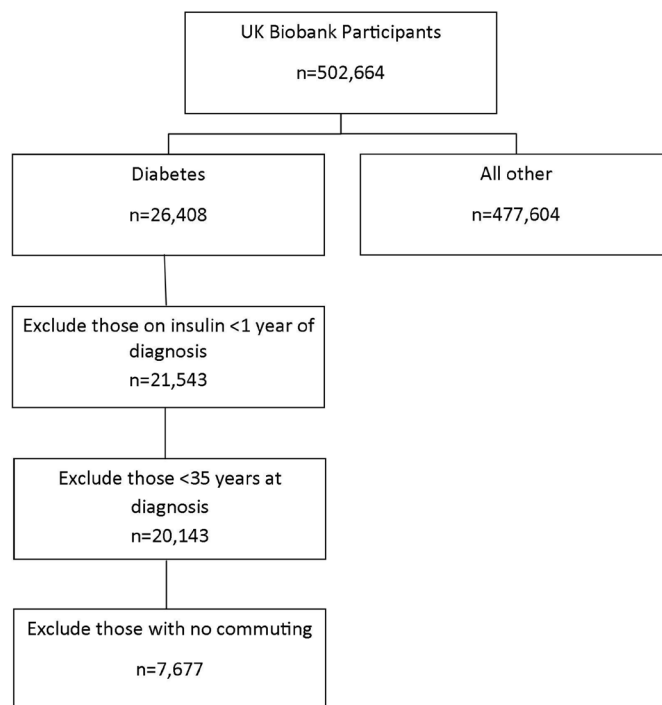 UK Biobank Participants
n=502,664
Diabetes
n=26,408
All other
n=477,604
Exclude those on insulin <1 year of
diagnosis
n=21,543
Exclude those <35 years at
diagnosis
n=20,143
Exclude those with no commuting
n=7,677